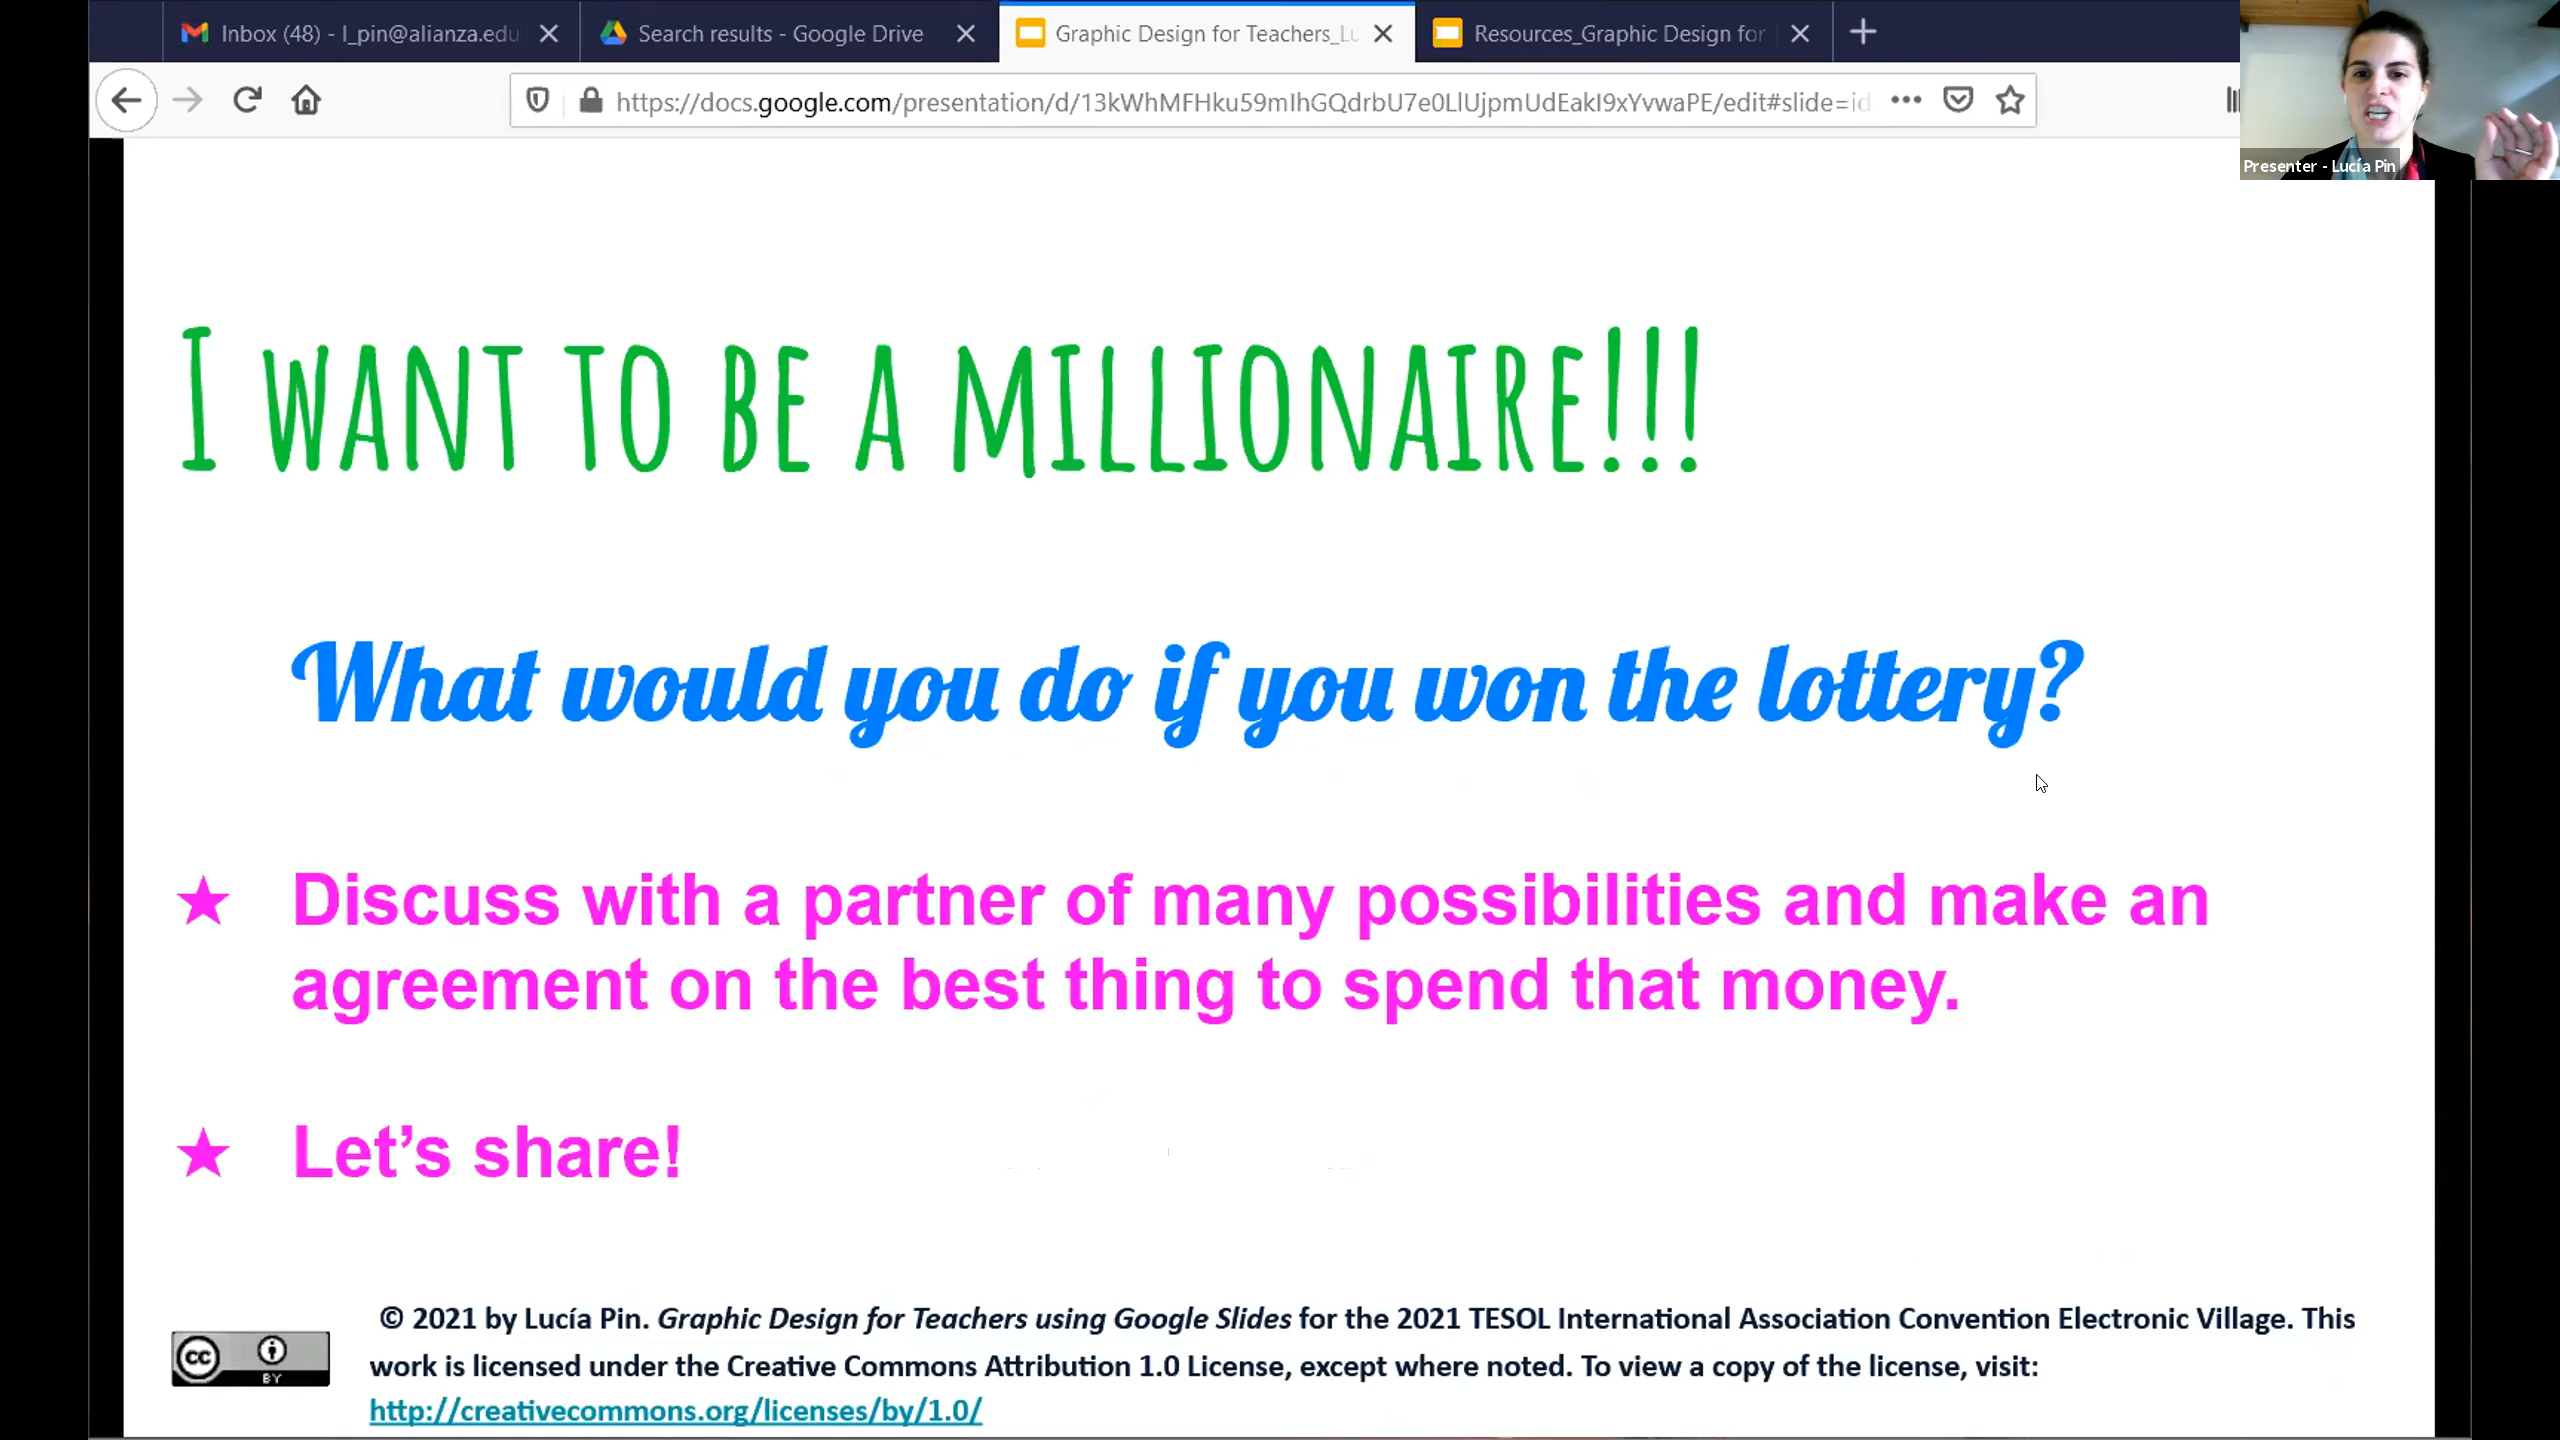 Inbox (48) - l_pin@alianza.edu
Search results - Google Drive
Graphic Design for Teachers_Lu
Resources_Graphic Design for
https://docs.google.com/presentation/d/13kWhMFHku59mIhGQdrbU7e0LlUjpmUdEakI9xYvwaPE/edit#slide=id
Presenter - Lucía Pin
I WANT TO BE A MILLIONAIRE!!!
What would you do if you won the lottery?
★ Discuss with a partner of many possibilities and make an
agreement on the best thing to spend that money.
★ Let’s share!
© 2021 by Lucía Pin. Graphic Design for Teachers using Google Slides for the 2021 TESOL International Association Convention Electronic Village. This
work is licensed under the Creative Commons Attribution 1.0 License, except where noted. To view a copy of the license, visit:
http://creativecommons.org/licenses/by/1.0/
cc
BY